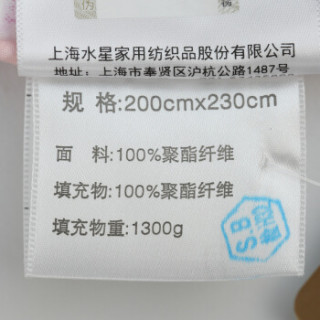 上海水星家用纺织品股份有限公司
地址：上海市奉贤区沪杭公路1487号
规 格:200cmx230cm
面 料:100%聚酯纤维
填充物:100%聚酯纤维
填充物重:1300g
S.B